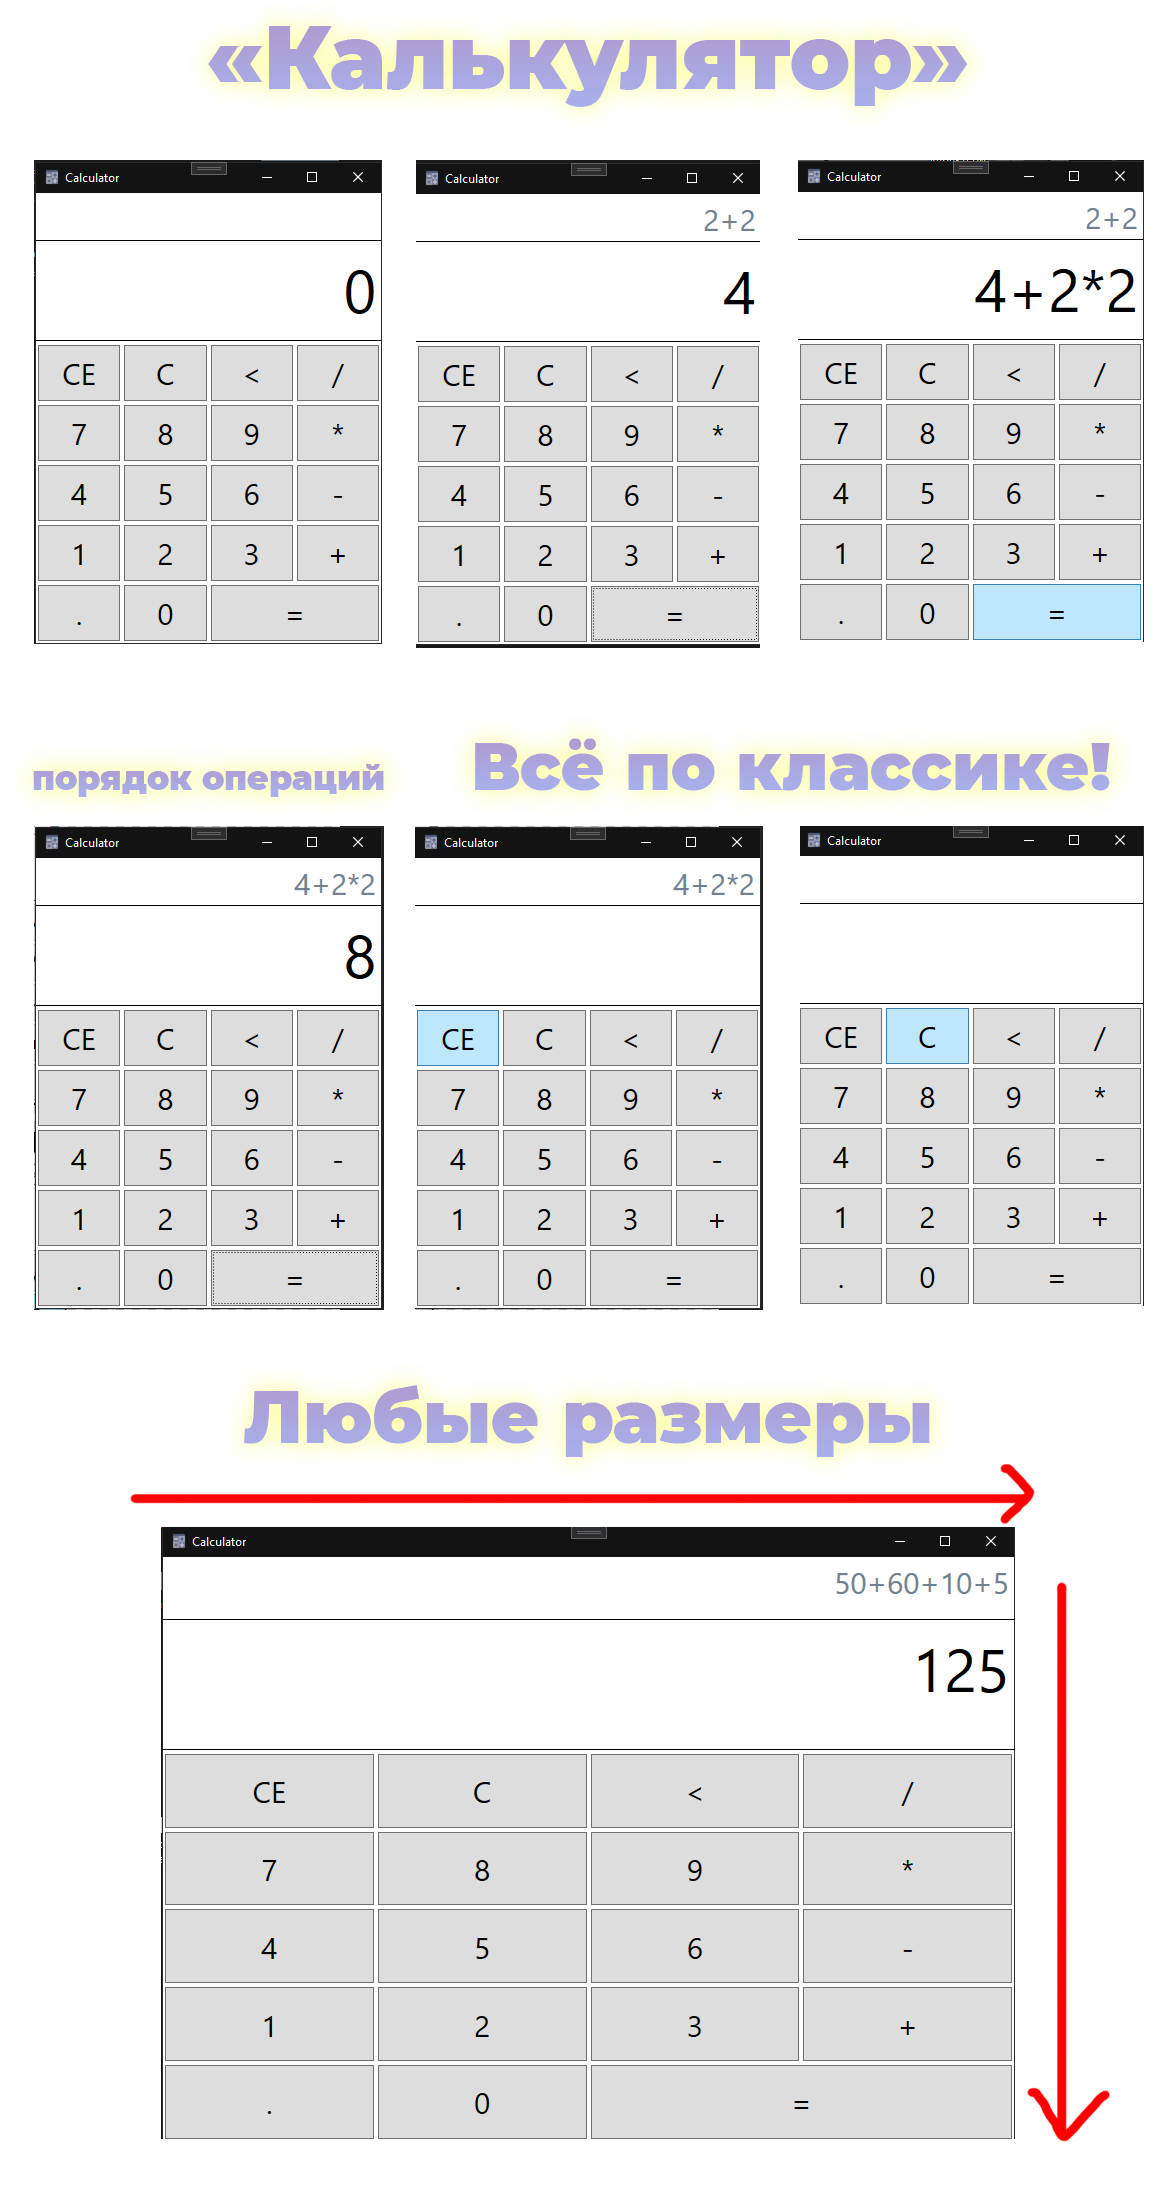 «Калькулятор»
Calculator
0
CE C < /
7 8 9 *
4 5 6 -
1 2 3 +
. 0 =
Calculator
2+2
4
CE C < /
7 8 9 *
4 5 6 -
1 2 3 +
. 0 =
Calculator
2+2
4+2*2
CE C < /
7 8 9 *
4 5 6 -
1 2 3 +
. 0 =
порядок операций
Всё по классике!
Calculator
4+2*2
8
CE C < /
7 8 9 *
4 5 6 -
1 2 3 +
. 0 =
Calculator
4+2*2
CE C < /
7 8 9 *
4 5 6 -
1 2 3 +
. 0 =
Calculator
CE C < /
7 8 9 *
4 5 6 -
1 2 3 +
. 0 =
Любые размеры
Calculator
50+60+10+5
125
CE C < /
7 8 9 *
4 5 6 -
1 2 3 +
. 0 =